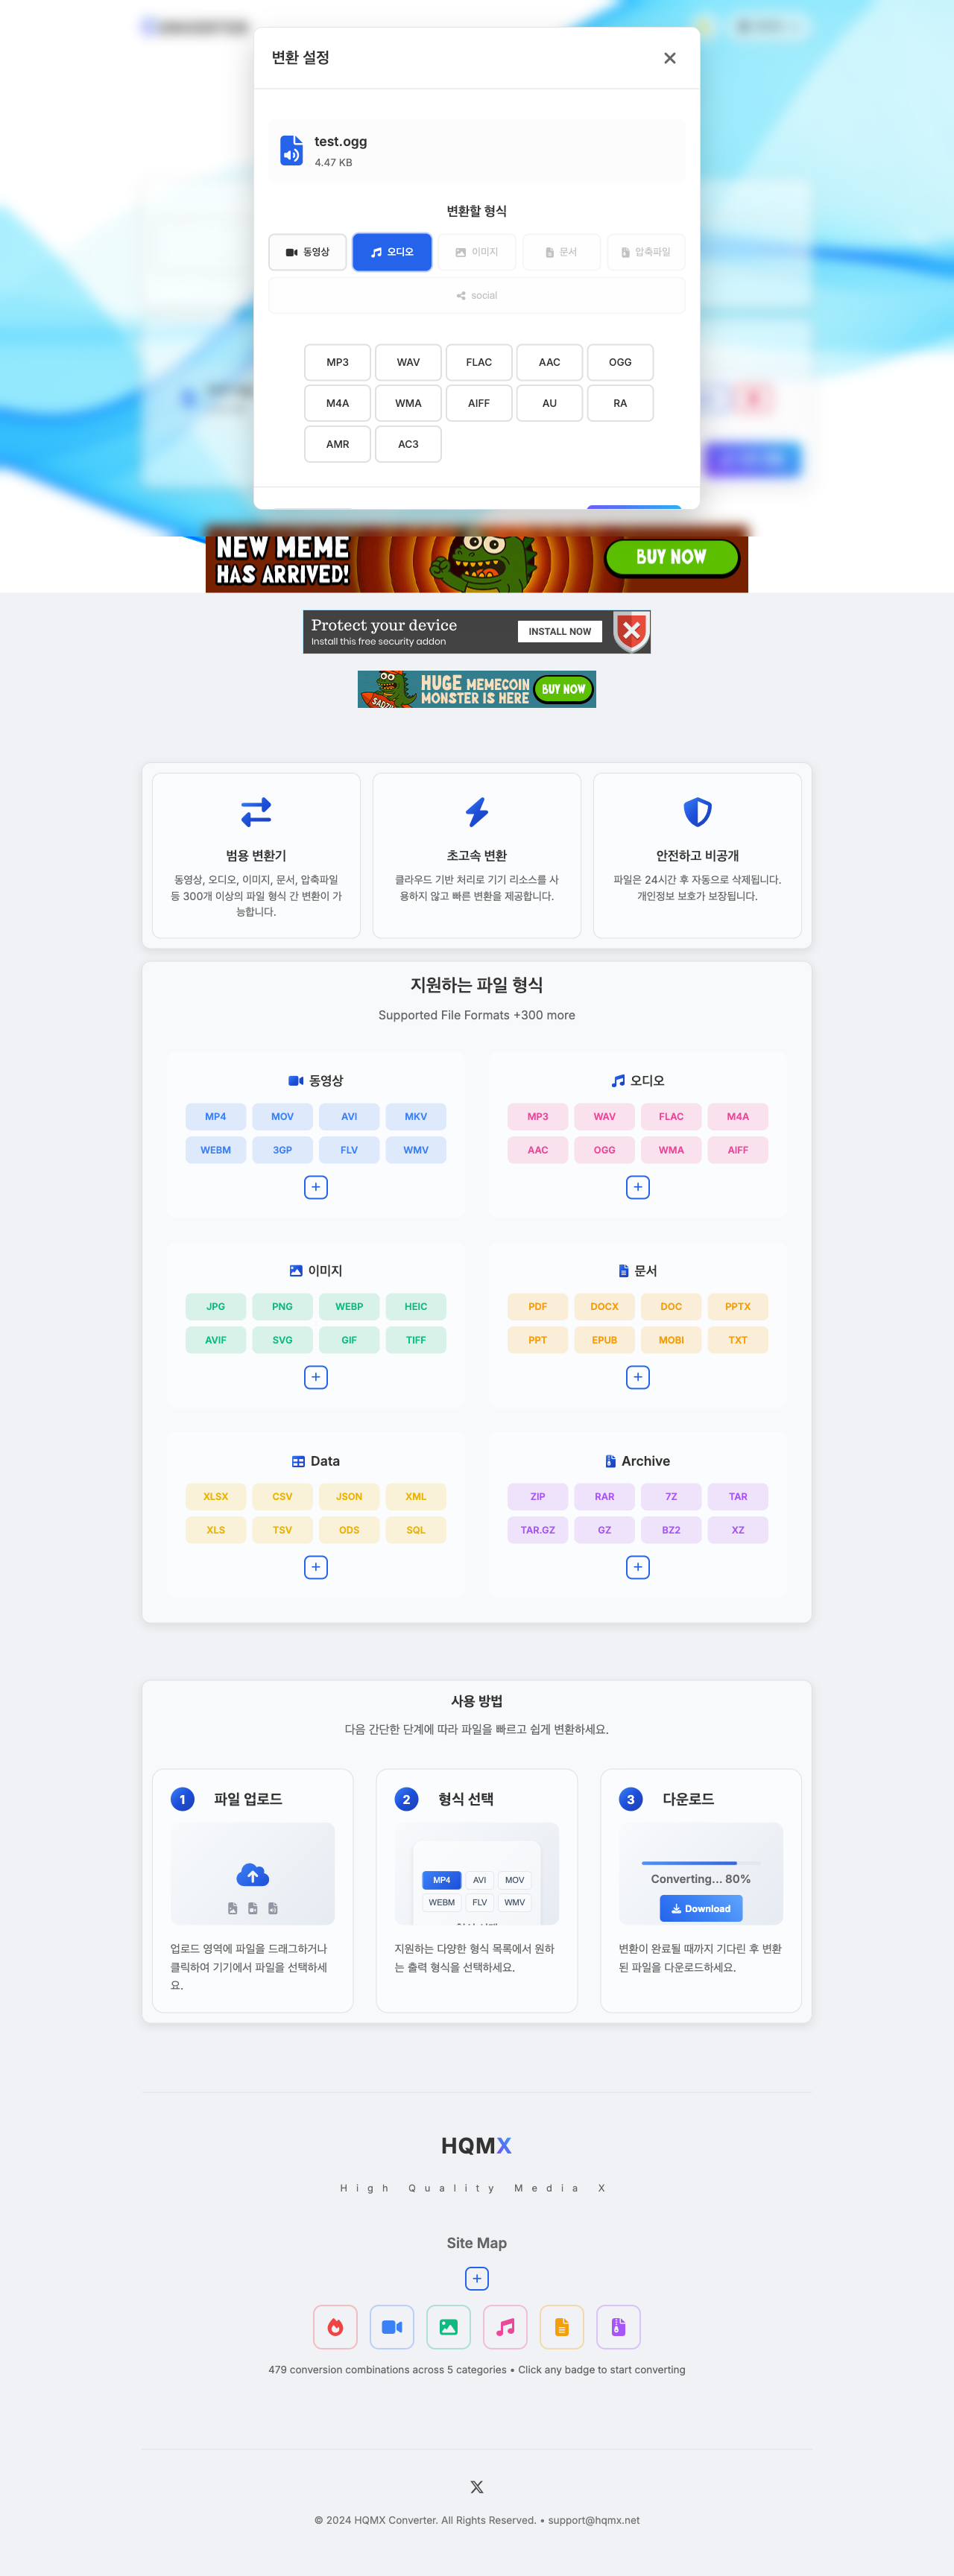 변환 설정
test.ogg
4.47 KB
변환할 형식
동영상
오디오
이미지
문서
압축파일
social
MP3
WAV
FLAC
AAC
OGG
M4A
WMA
AIFF
AU
RA
AMR
AC3
NEW MEME
HAS ARRIVED!
BUY NOW
Protect your device
Install this free security addon
INSTALL NOW
HUGE MEMECOIN
MONSTER IS HERE
BUY NOW
범용 변환기
동영상, 오디오, 이미지, 문서, 압축파일
등 300개 이상의 파일 형식 간 변환이 가
능합니다.
초고속 변환
클라우드 기반 처리로 기기 리소스를 사
용하지 않고 빠른 변환을 제공합니다.
안전하고 비공개
파일은 24시간 후 자동으로 삭제됩니다.
개인정보 보호가 보장됩니다.
지원하는 파일 형식
Supported File Formats +300 more
동영상
MP4
MOV
AVI
MKV
WEBM
3GP
FLV
WMV
오디오
MP3
WAV
FLAC
M4A
AAC
OGG
WMA
AIFF
이미지
JPG
PNG
WEBP
HEIC
AVIF
SVG
GIF
TIFF
문서
PDF
DOCX
DOC
PPTX
PPT
EPUB
MOBI
TXT
Data
XLSX
CSV
JSON
XML
XLS
TSV
ODS
SQL
Archive
ZIP
RAR
7Z
TAR
TAR.GZ
GZ
BZ2
XZ
사용 방법
다음 간단한 단계에 따라 파일을 빠르고 쉽게 변환하세요.
1
파일 업로드
업로드 영역에 파일을 드래그하거나
클릭하여 기기에서 파일을 선택하세
요.
2
형식 선택
MP4
AVI
MOV
WEBM
FLV
WMV
지원하는 다양한 형식 목록에서 원하
는 출력 형식을 선택하세요.
3
다운로드
Converting... 80%
Download
변환이 완료될 때까지 기다린 후 변환
된 파일을 다운로드하세요.
HQMX
High Quality Media X
Site Map
479 conversion combinations across 5 categories • Click any badge to start converting
© 2024 HQMX Converter. All Rights Reserved. • support@hqmx.net